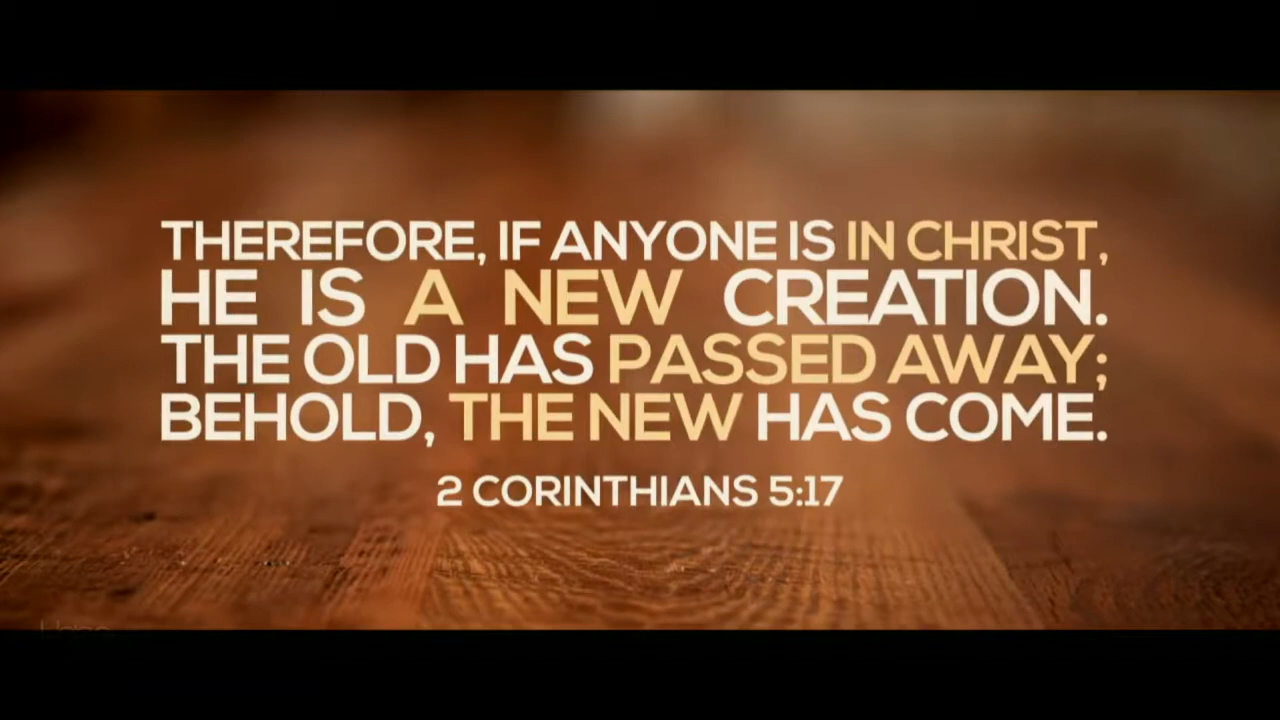 THEREFORE, IF ANYONE IS IN CHRIST,
HE IS A NEW CREATION.
THE OLD HAS PASSED AWAY;
BEHOLD, THE NEW HAS COME.
2 CORINTHIANS 5:17